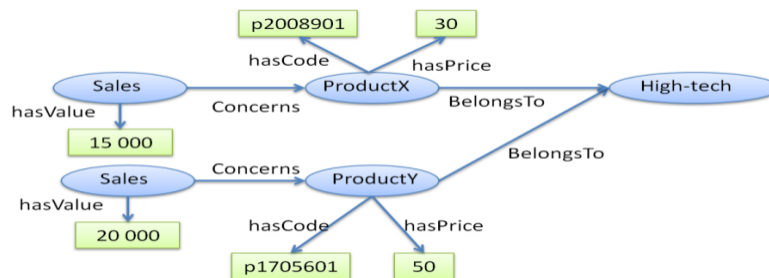 p2008901
30
hasCode
hasPrice
Sales
ProductX
High-tech
hasValue
Concerns
BelongsTo
15 000
Concerns
BelongsTo
Sales
ProductY
hasValue
hasCode
hasPrice
20 000
p1705601
50